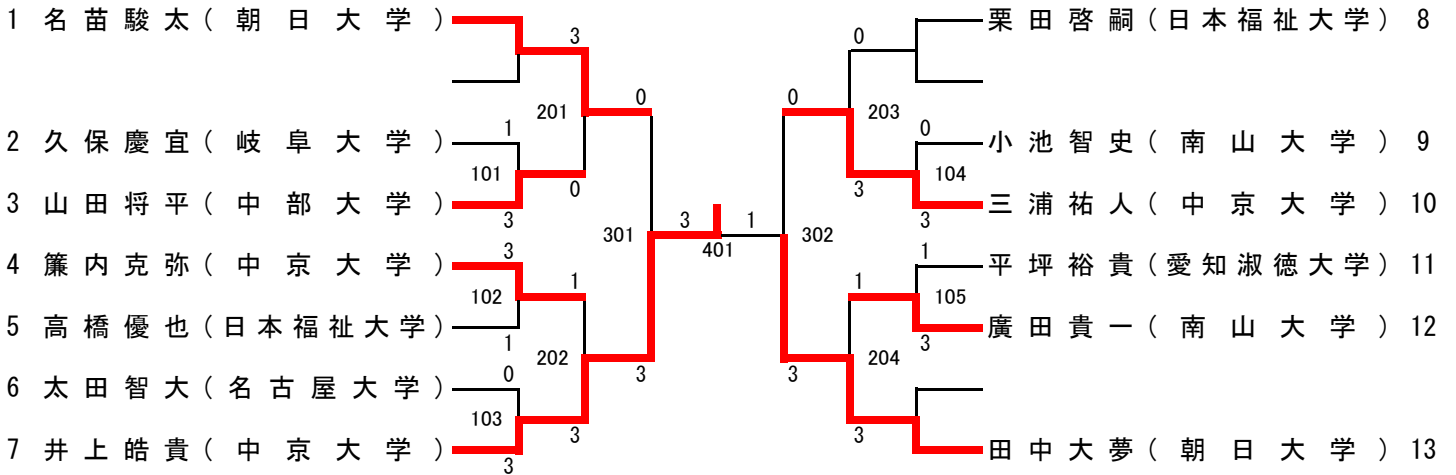 1 名苗駿太(朝日大学) 栗田啓嗣(日本福祉大学) 8
3 0
201 0 0 203
2 久保慶宜(岐阜大学) 1 0 小池智史(南山大学) 9
101 0 3 104
3 山田将平(中部大学) 3 3 三浦祐人(中京大学) 10
301 3 401 1 302
4 簾内克弥(中京大学) 3 1 平坪裕貴(愛知淑徳大学) 11
102 1 1 105
5 高橋優也(日本福祉大学) 1 3 廣田貴一(南山大学) 12
202 3 3 204
6 太田智大(名古屋大学) 0
103 3 3
7 井上皓貴(中京大学) 3 田中大夢(朝日大学) 13